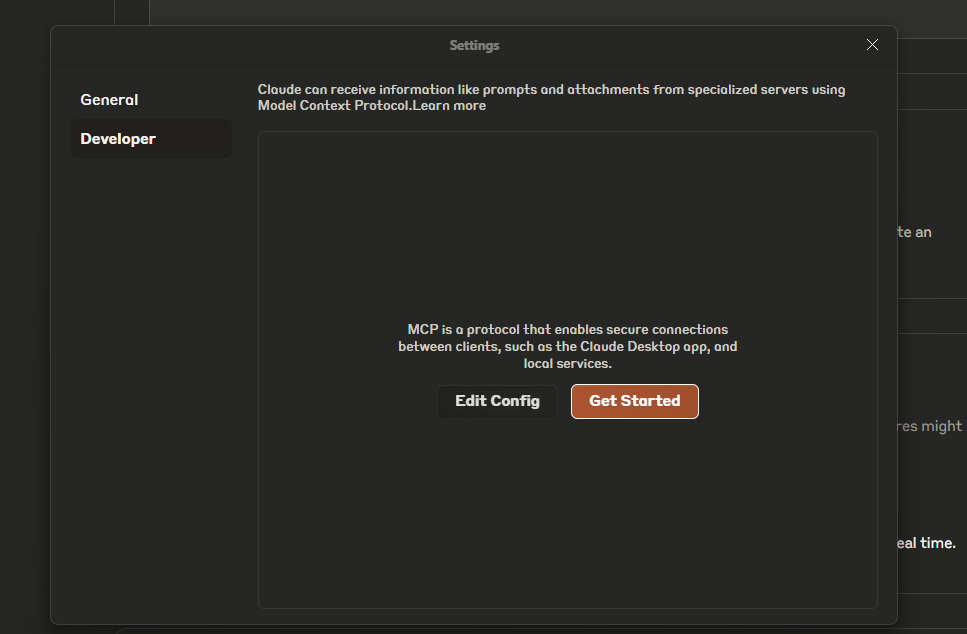 Settings
General
Developer
Claude can receive information like prompts and attachments from specialized servers using
Model Context Protocol.Learn more
MCP is a protocol that enables secure connections
between clients, such as the Claude Desktop app, and
local services.
Edit Config
Get Started
te an
res might
eal time.